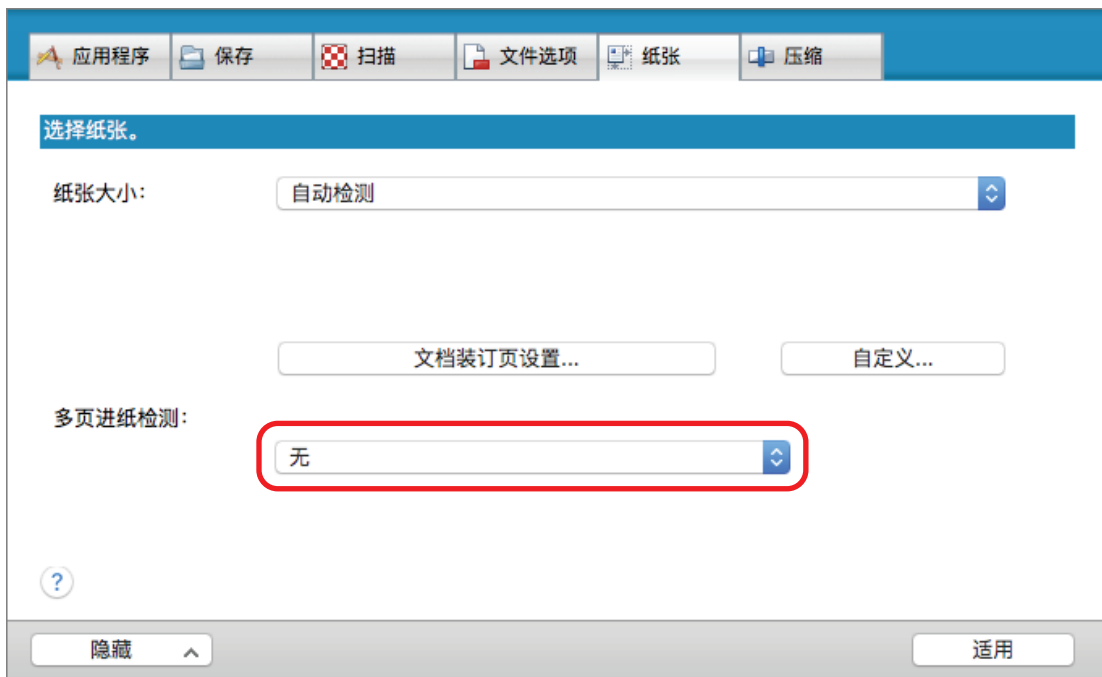 应用程序 保存 扫描 文件选项 纸张 压缩
选择纸张。
纸张大小： 自动检测
文档装订页设置... 自定义...
多页进纸检测：
无
?
隐藏 适用